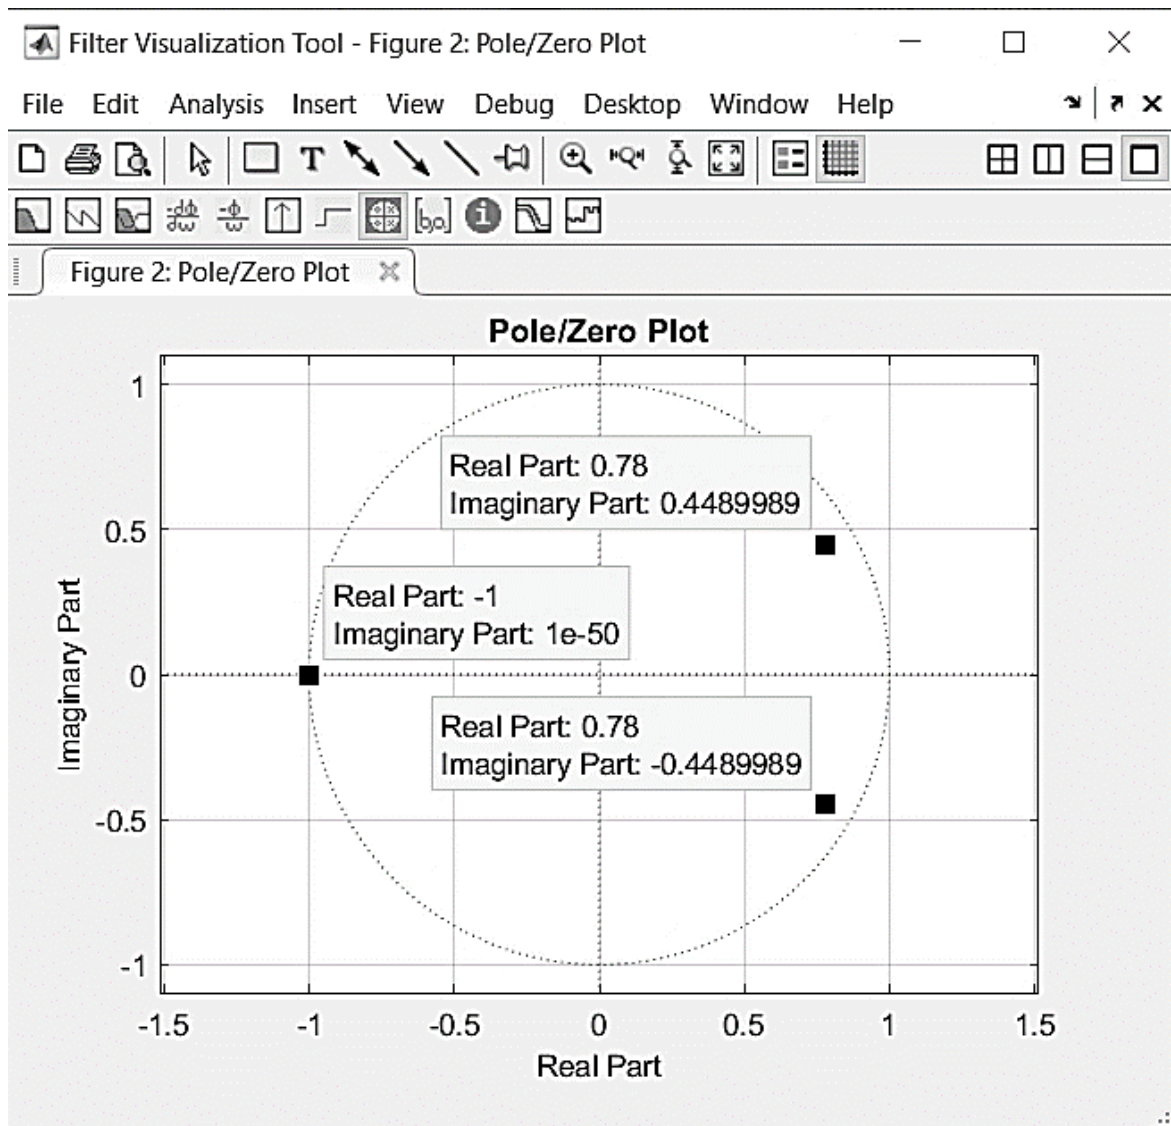 Filter Visualization Tool - Figure 2: Pole/Zero Plot
File Edit Analysis Insert View Debug Desktop Window Help
T
-dΦ
dω
-Φ
ω
[b,a]
i
Figure 2: Pole/Zero Plot
Pole/Zero Plot
1
Real Part: 0.78
Imaginary Part: 0.4489989
0.5
Real Part: -1
Imaginary Part: 1e-50
0
Real Part: 0.78
Imaginary Part: -0.4489989
-0.5
-1
Imaginary Part
-1.5 -1 -0.5 0 0.5 1 1.5
Real Part